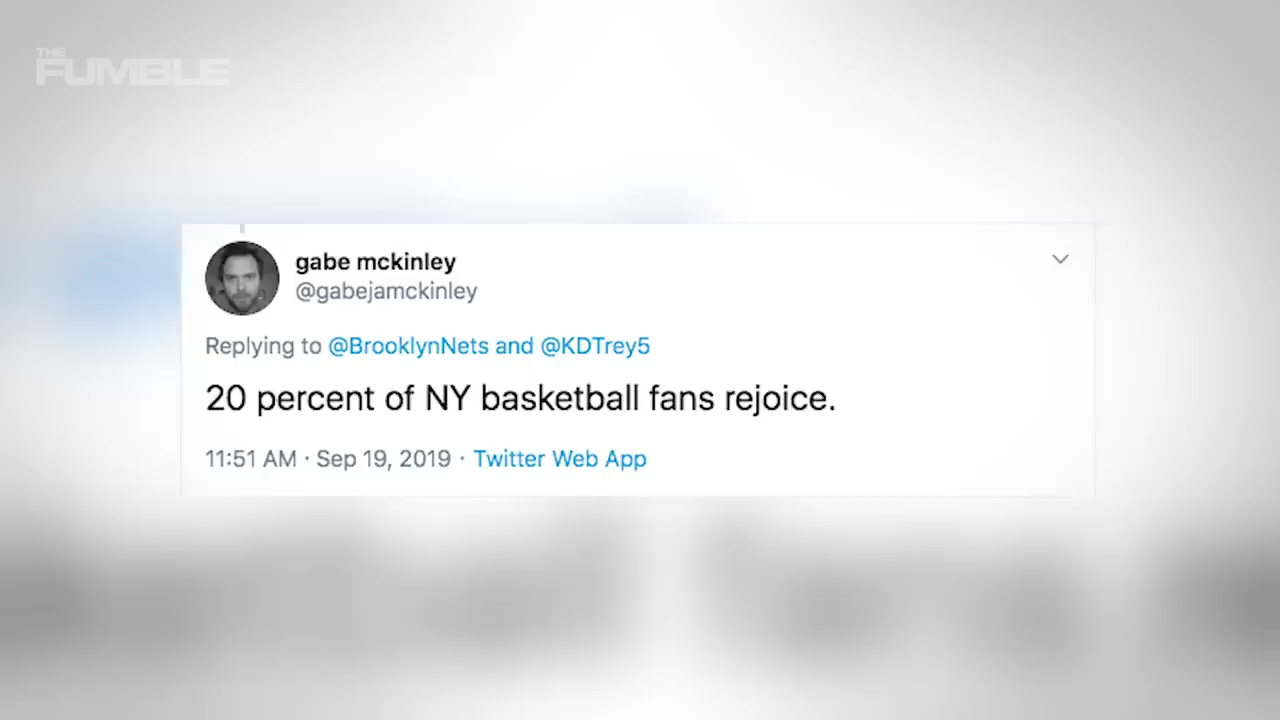 THE
FUMBLE
gabe mckinley
@gabejamckinley
Replying to @BrooklynNets and @KDTrey5
20 percent of NY basketball fans rejoice.
11:51 AM · Sep 19, 2019 · Twitter Web App